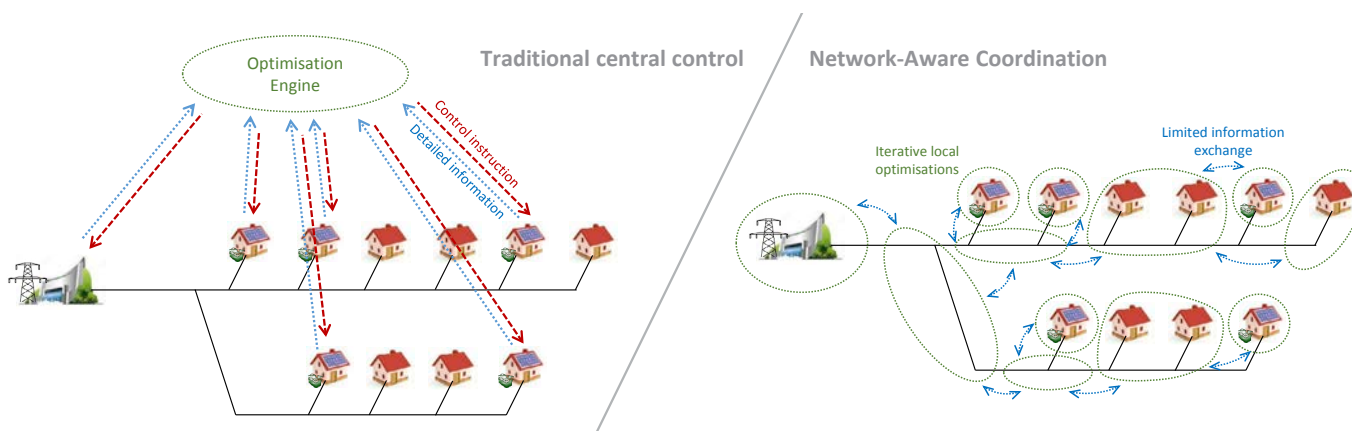 Optimisation
Engine
Traditional central control
Control instruction
Detailed information
Network-Aware Coordination
Limited information
exchange
Iterative local
optimisations